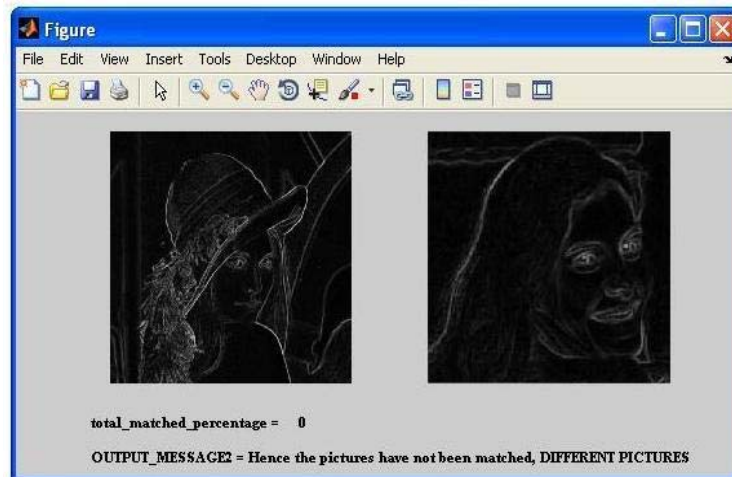 Figure
File Edit View Insert Tools Desktop Window Help
total_matched_percentage = 0
OUTPUT_MESSAGE2 = Hence the pictures have not been matched, DIFFERENT PICTURES